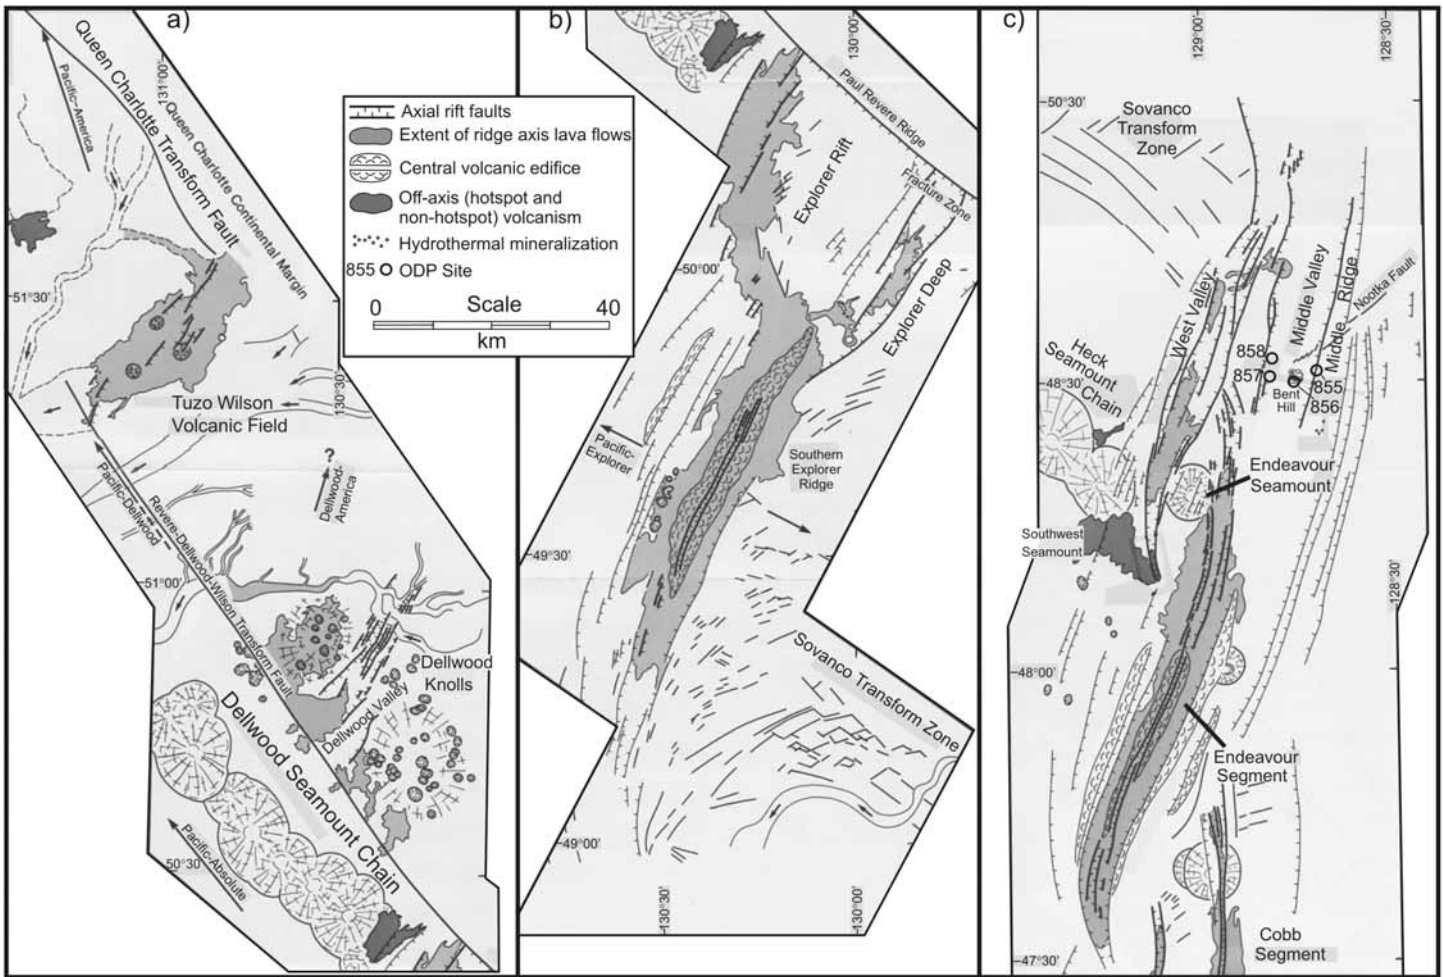 a)
Queen Charlotte Transform Fault
Queen Charlotte Continental Margin
Pacific-America
131°00'
51°30'
Tuzo Wilson
Volcanic Field
130°30'
Pacific-Dellwood
Revere-Dellwood-Wilson Transform Fault
?
Dellwood-
America
51°00'
Dellwood
Knolls
Dellwood Valley
Dellwood Seamount Chain
Pacific-Absolute
50°30'
Axial rift faults
Extent of ridge axis lava flows
Central volcanic edifice
Off-axis (hotspot and
non-hotspot) volcanism
Hydrothermal mineralization
855 ODP Site
Scale
0 40
km
b)
130°00'
Paul Revere Ridge
Fracture Zone
Explorer Rift
50°00'
Explorer Deep
Pacific-
Explorer
Southern
Explorer
Ridge
49°30'
Sovanco Transform Zone
49°00'
130°30'
130°00'
c)
129°00'
128°30'
50°30'
Sovanco
Transform
Zone
West Valley
Middle Valley
Middle Ridge
Nootka Fault
Heck
Seamount
Chain
48°30'
858
857
Bent
Hill
855
856
Endeavour
Seamount
Southwest
Seamount
128°30'
48°00'
Endeavour
Segment
Cobb
Segment
47°30'